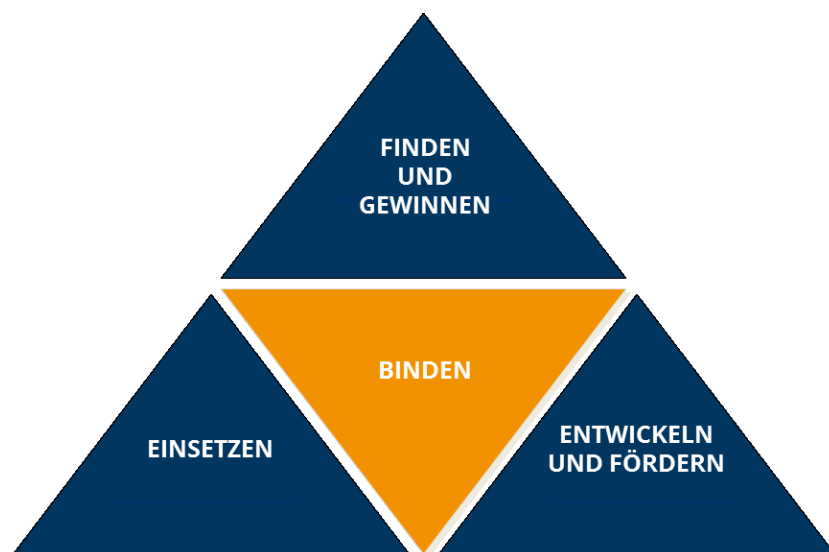 FINDEN
UND
GEWINNEN
BINDEN
EINSETZEN
ENTWICKELN
UND FÖRDERN